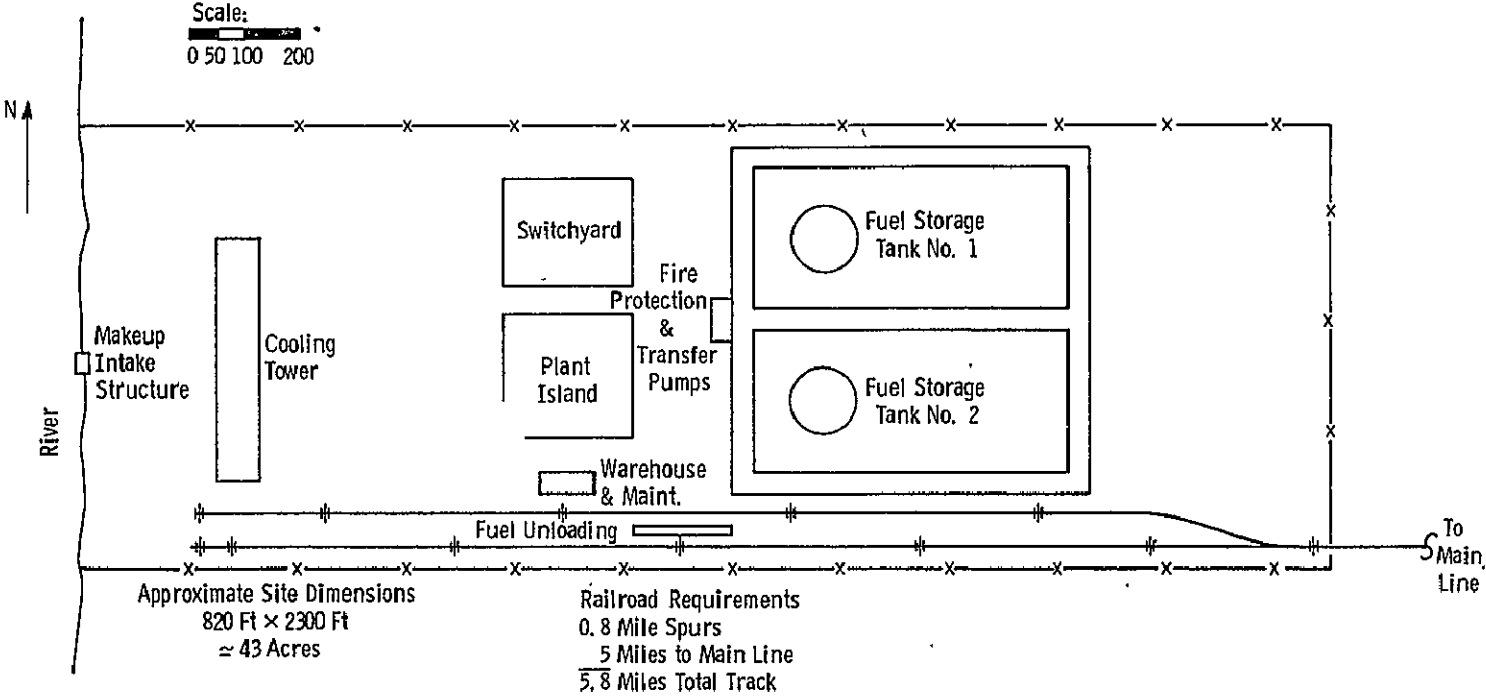 Scale:
0 50 100 200
N
Switchyard
Fuel Storage
Tank No. 1
Fire
Protection
&
Transfer
Pumps
Makeup
Intake
Structure
Cooling
Tower
Plant
Island
Fuel Storage
Tank No. 2
River
Warehouse
& Maint.
Fuel Unloading
To
Main
Line
Approximate Site Dimensions
820 Ft × 2300 Ft
≃ 43 Acres
Railroad Requirements
0.8 Mile Spurs
5 Miles to Main Line
5.8 Miles Total Track